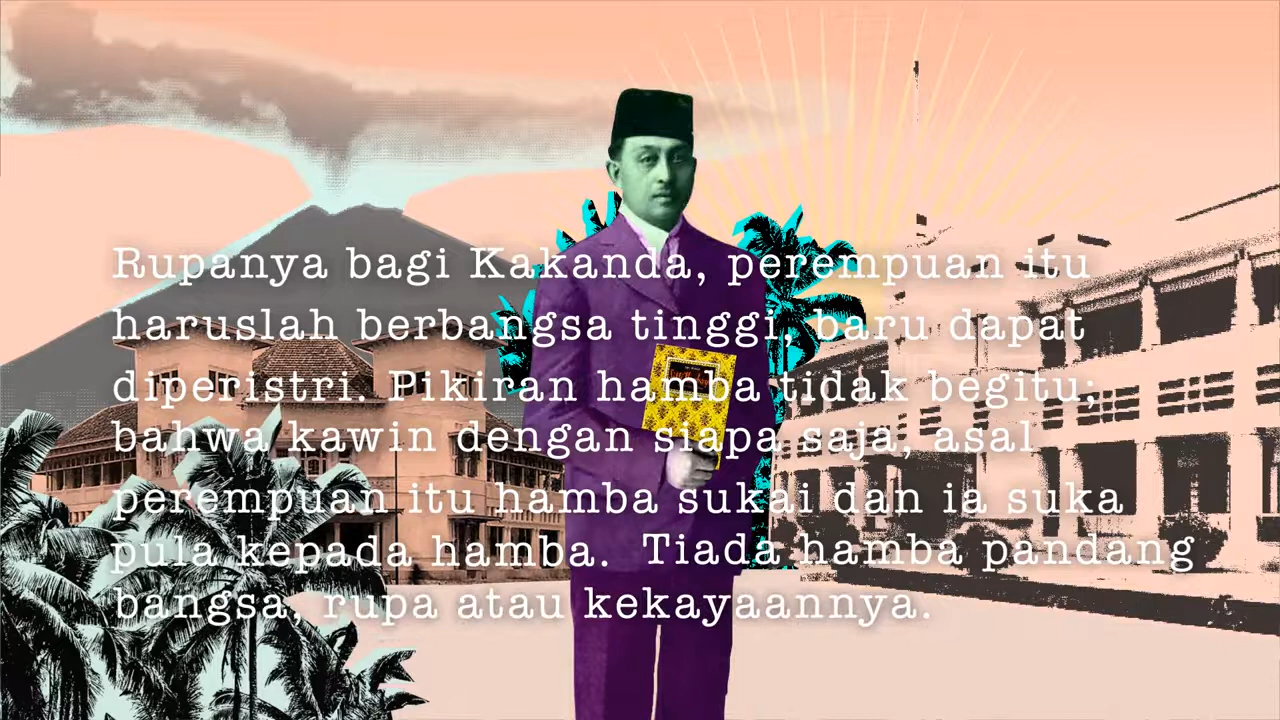 Rupanya bagi Kakanda, perempuan itu
haruslah berbangsa tinggi, baru dapat
diperistri. Pikiran hamba tidak begitu;
bahwa kawin dengan siapa saja, asal
perempuan itu hamba sukai dan ia suka
pula kepada hamba. Tiada hamba pandang
bangsa, rupa atau kekayaannya.